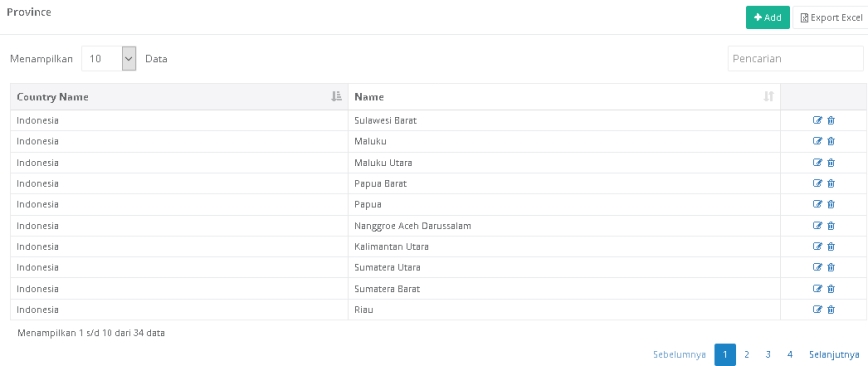 Province
Add Export Excel
Menampilkan 10 Data Pencarian
Country Name Name
Indonesia Sulawesi Barat
Indonesia Maluku
Indonesia Maluku Utara
Indonesia Papua Barat
Indonesia Papua
Indonesia Nanggroe Aceh Darussalam
Indonesia Kalimantan Utara
Indonesia Sumatera Utara
Indonesia Sumatera Barat
Indonesia Riau
Menampilkan 1 s/d 10 dari 34 data
Sebelumnya 1 2 3 4 Selanjutnya